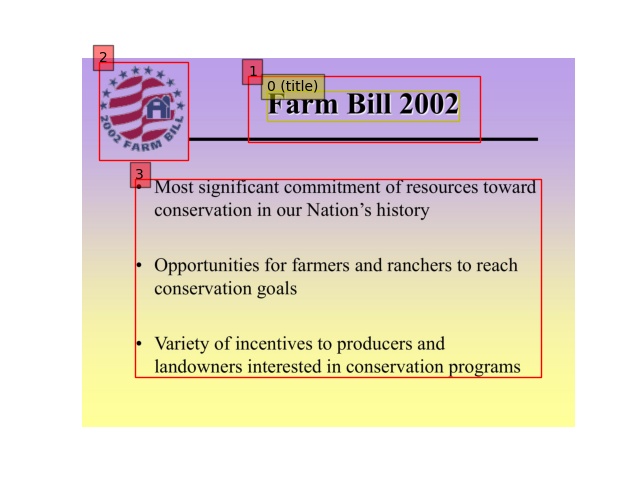 2
1
0 (title)
Farm Bill 2002
2002 FARM BILL
3
• Most significant commitment of resources toward
conservation in our Nation’s history
• Opportunities for farmers and ranchers to reach
conservation goals
• Variety of incentives to producers and
landowners interested in conservation programs